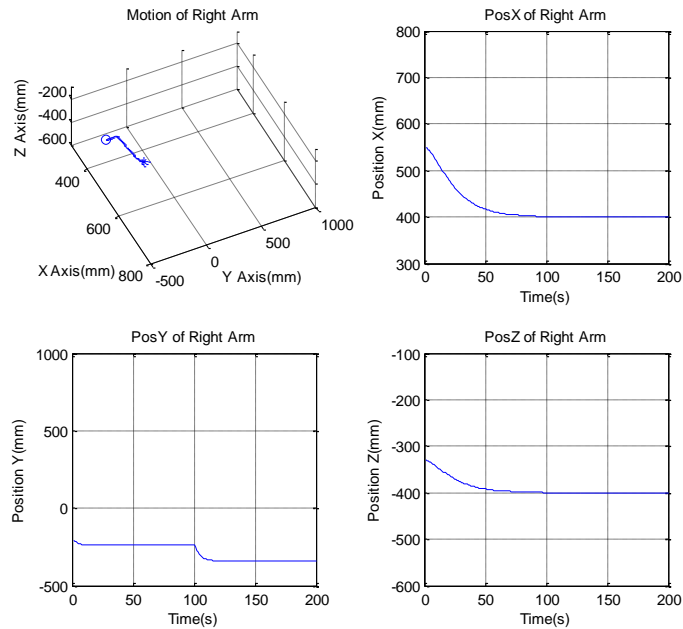 Motion of Right Arm
-200
-400
-600
Z Axis(mm)
400
600
800
X Axis(mm)
-500
0
500
1000
Y Axis(mm)
PosX of Right Arm
800
700
600
500
400
300
Position X(mm)
0 50 100 150 200
Time(s)
PosY of Right Arm
1000
500
0
-500
Position Y(mm)
0 50 100 150 200
Time(s)
PosZ of Right Arm
-100
-200
-300
-400
-500
-600
Position Z(mm)
0 50 100 150 200
Time(s)